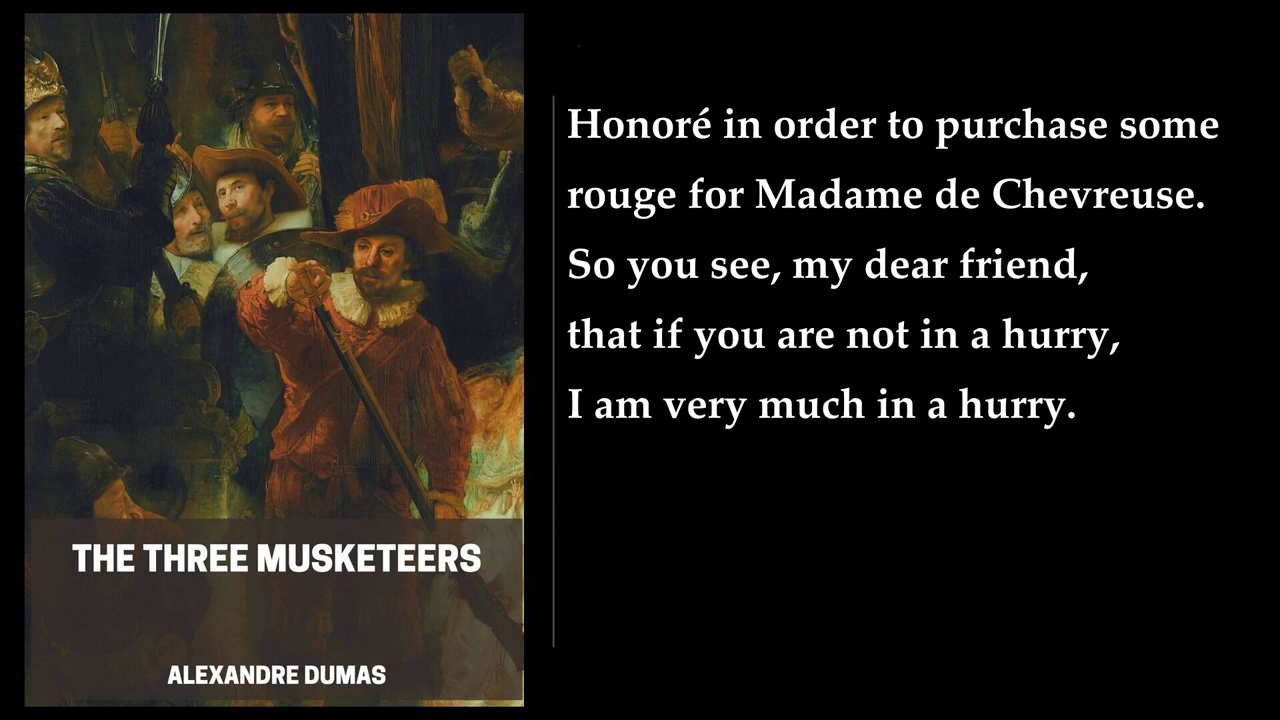 THE THREE MUSKETEERS
ALEXANDRE DUMAS
Honoré in order to purchase some
rouge for Madame de Chevreuse.
So you see, my dear friend,
that if you are not in a hurry,
I am very much in a hurry.